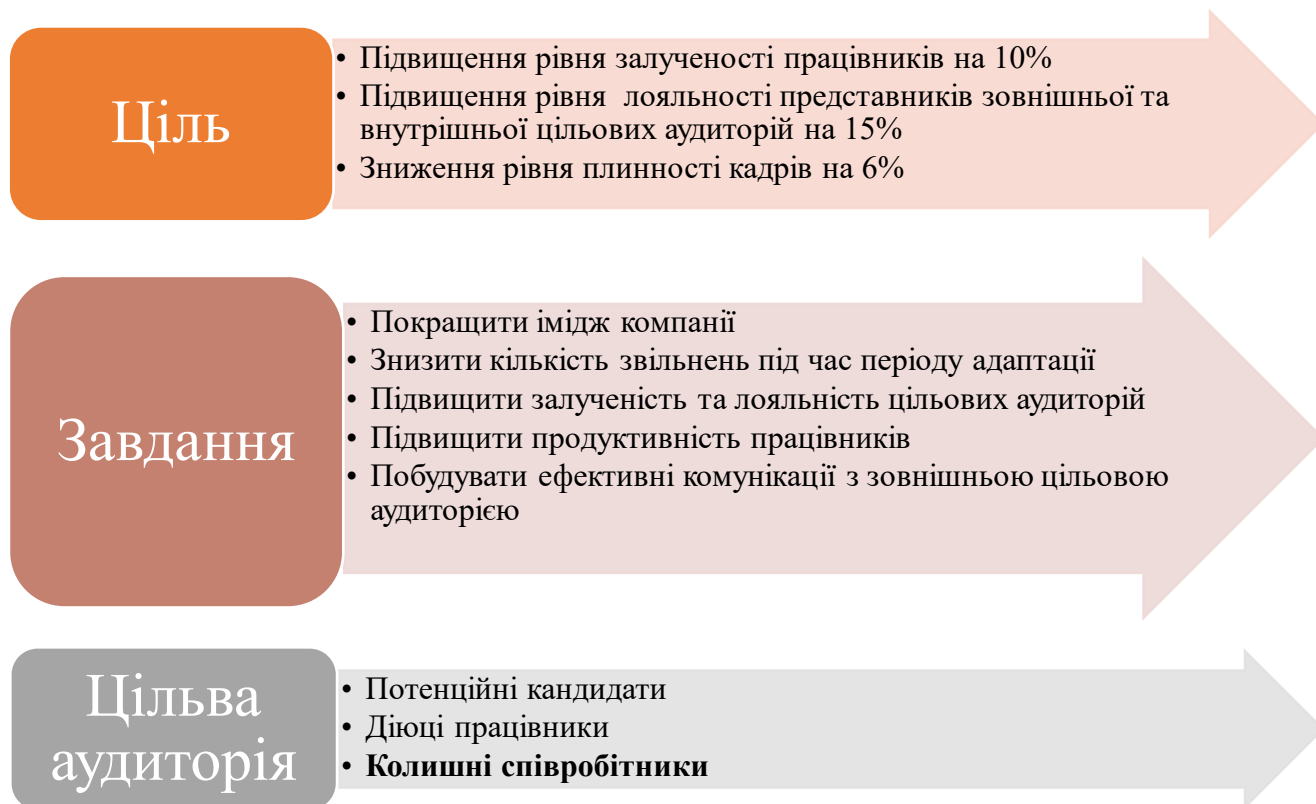 Ціль
• Підвищення рівня залученості працівників на 10%
• Підвищення рівня  лояльності представників зовнішньої та
внутрішньої цільових аудиторій на 15%
• Зниження рівня плинності кадрів на 6%
Завдання
• Покращити імідж компанії
• Знизити кількість звільнень під час періоду адаптації
• Підвищити залученість та лояльність цільових аудиторій
• Підвищити продуктивність працівників
• Побудувати ефективні комунікації з зовнішньою цільовою
аудиторією
Цільва
аудиторія
• Потенційні кандидати
• Діюці працівники
• Колишні співробітники